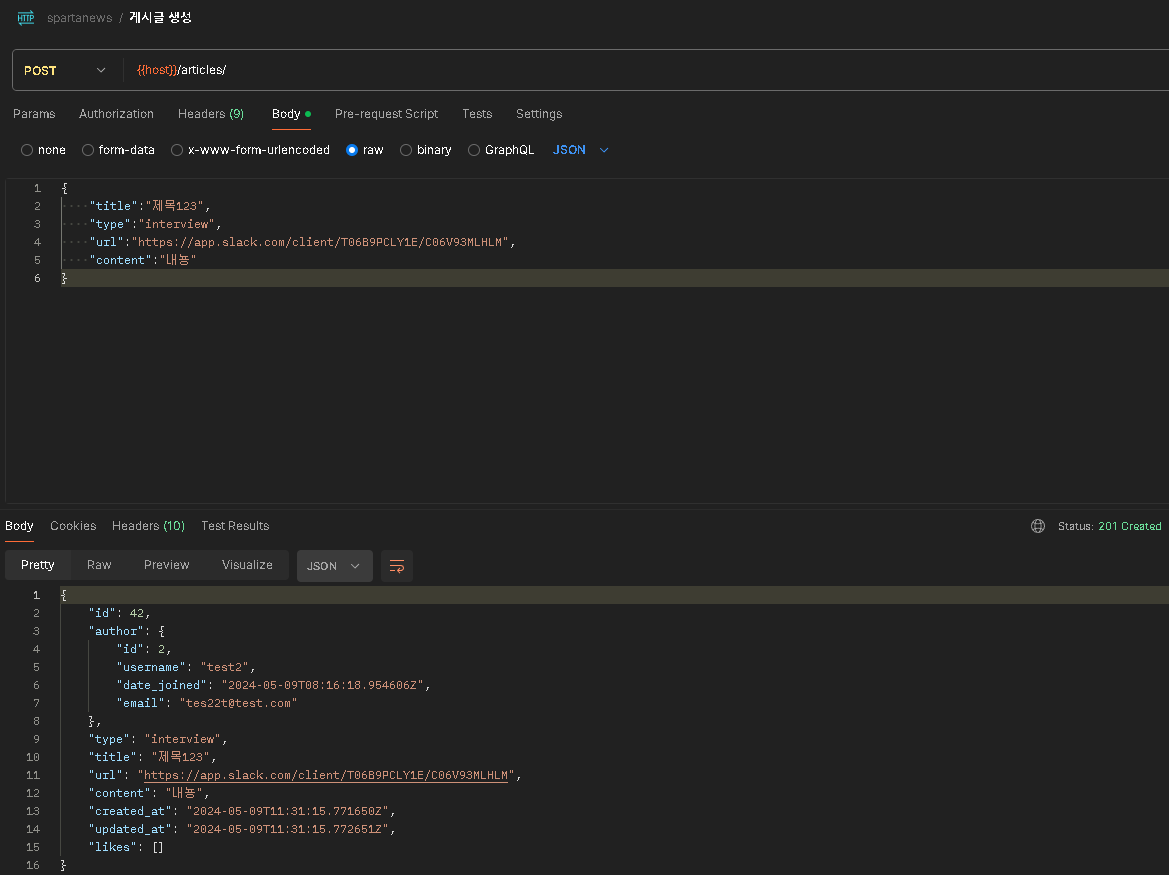 HTTP spartanews / 게시글 생성
POST {{host}}/articles/
Params Authorization Headers (9) Body Pre-request Script Tests Settings
none form-data x-www-form-urlencoded raw binary GraphQL JSON
1 {
2 "title":"제목123",
3 "type":"interview",
4 "url":"https://app.slack.com/client/T06B9PCLY1E/C06V93MLHLM",
5 "content":"내뇽"
6 }
Body Cookies Headers (10) Test Results Status: 201 Created
Pretty Raw Preview Visualize JSON
1 {
2 "id": 42,
3 "author": {
4 "id": 2,
5 "username": "test2",
6 "date_joined": "2024-05-09T08:16:18.954606Z",
7 "email": "tes22t@test.com"
8 },
9 "type": "interview",
10 "title": "제목123",
11 "url": "https://app.slack.com/client/T06B9PCLY1E/C06V93MLHLM",
12 "content": "내뇽",
13 "created_at": "2024-05-09T11:31:15.771650Z",
14 "updated_at": "2024-05-09T11:31:15.772651Z",
15 "likes": []
16 }